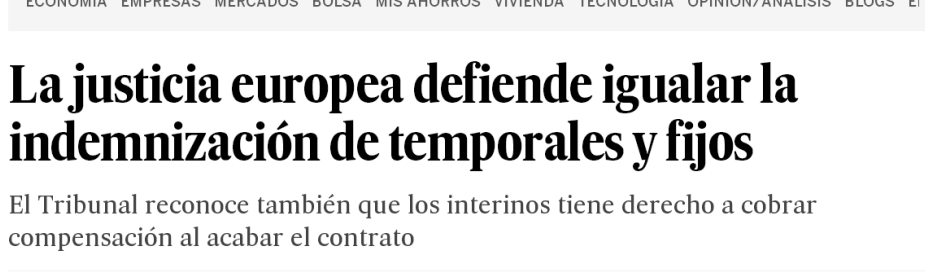 ECONOMÍA EMPRESAS MERCADOS BOLSA MIS AHORROS VIVIENDA TECNOLOGÍA OPINIÓN/ANÁLISIS BLOGS
La justicia europea defiende igualar la
indemnización de temporales y fijos
El Tribunal reconoce también que los interinos tiene derecho a cobrar
compensación al acabar el contrato